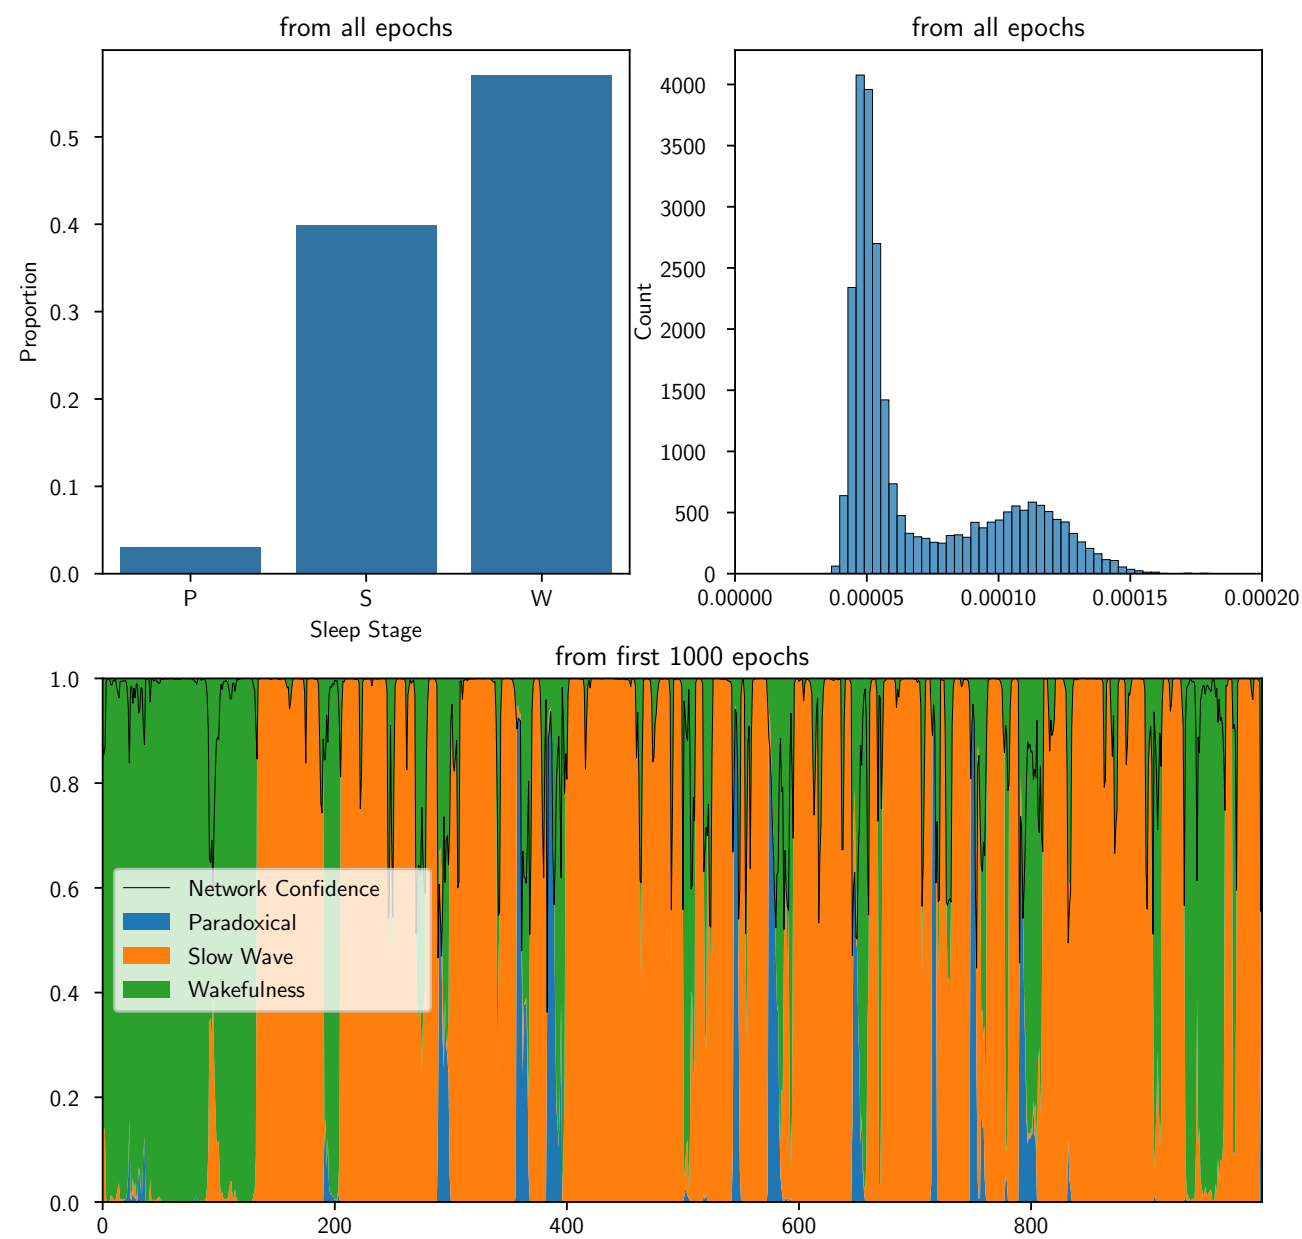 from all epochs
0.5
0.4
0.3
0.2
0.1
0.0
Proportion
P S W
Sleep Stage
from all epochs
4000
3500
3000
2500
2000
1500
1000
500
0
Count
0.00000 0.00005 0.00010 0.00015 0.00020
from first 1000 epochs
1.0
0.8
0.6
0.4
0.2
0.0
Network Confidence
Paradoxical
Slow Wave
Wakefulness
0 200 400 600 800